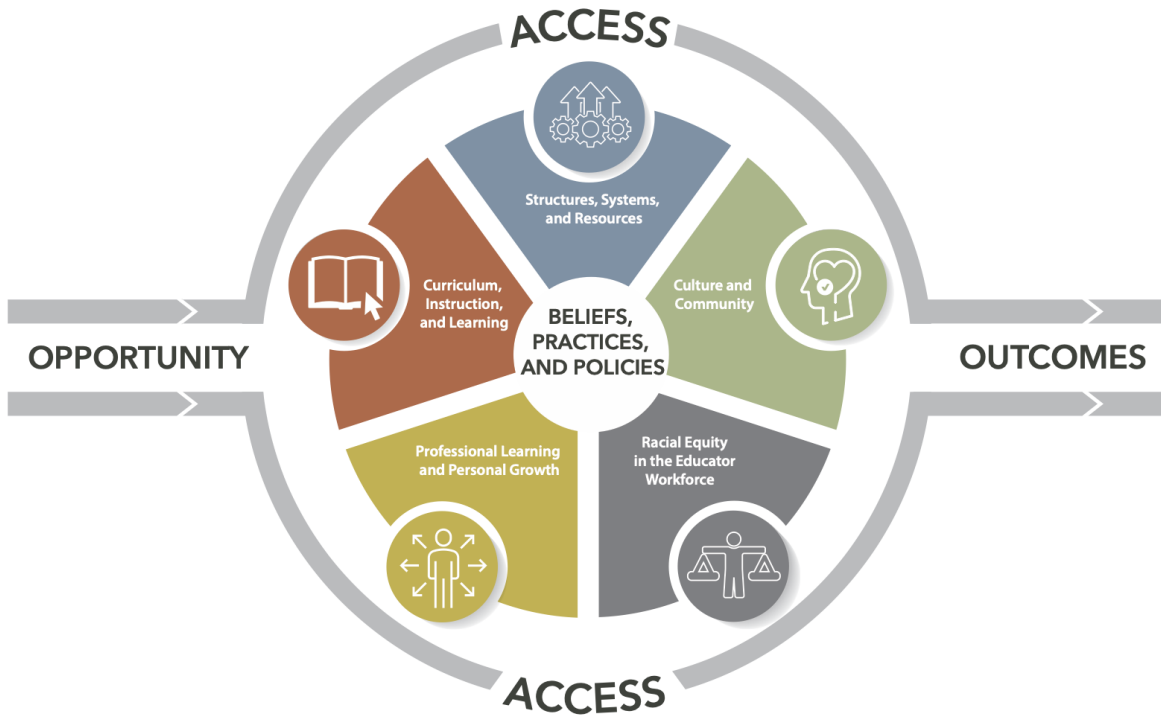 ACCESS
Structures, Systems,
and Resources
Curriculum,
Instruction,
and Learning
Culture and
Community
BELIEFS,
PRACTICES,
AND POLICIES
OPPORTUNITY
OUTCOMES
Professional Learning
and Personal Growth
Racial Equity
in the Educator
Workforce
ACCESS